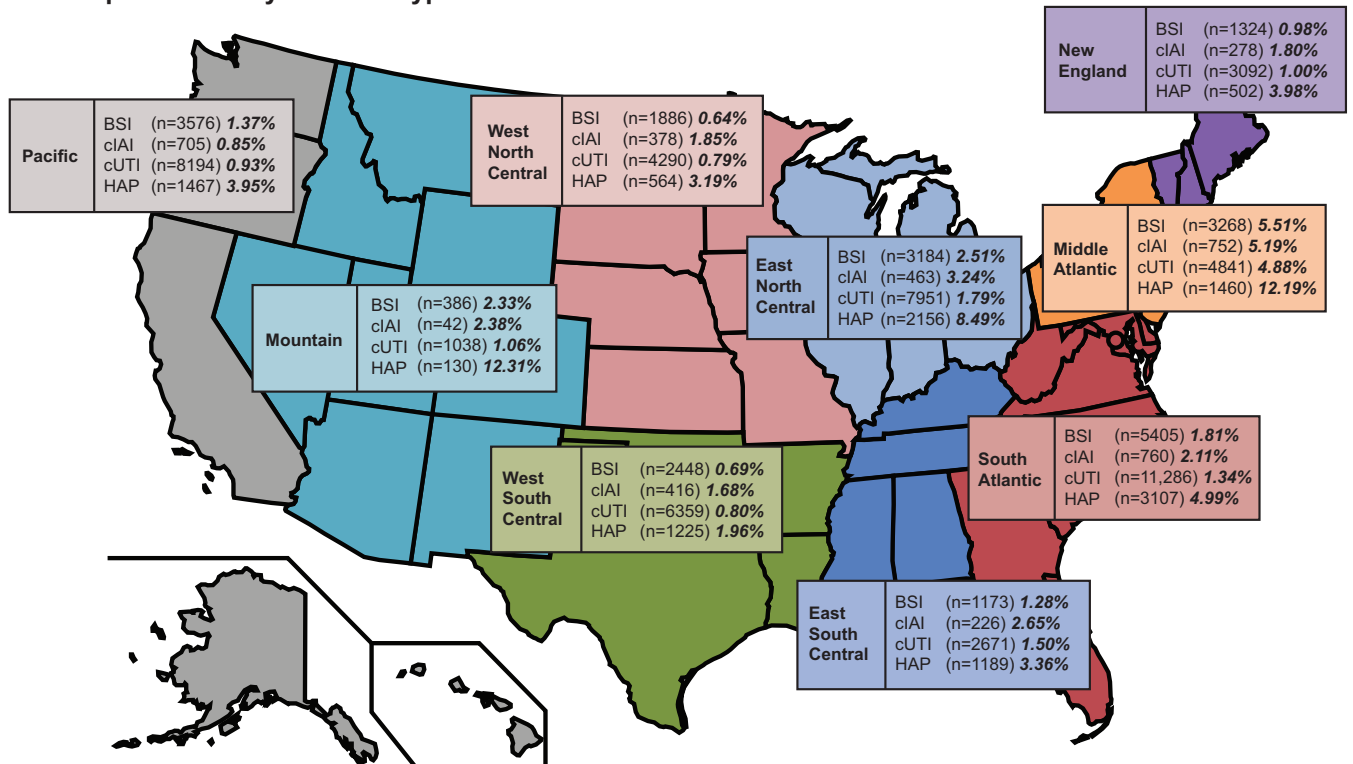 New
England
BSI (n=1324) 0.98%
cIAI (n=278) 1.80%
cUTI (n=3092) 1.00%
HAP (n=502) 3.98%
Pacific
BSI (n=3576) 1.37%
cIAI (n=705) 0.85%
cUTI (n=8194) 0.93%
HAP (n=1467) 3.95%
West
North
Central
BSI (n=1886) 0.64%
cIAI (n=378) 1.85%
cUTI (n=4290) 0.79%
HAP (n=564) 3.19%
Middle
Atlantic
BSI (n=3268) 5.51%
cIAI (n=752) 5.19%
cUTI (n=4841) 4.88%
HAP (n=1460) 12.19%
East
North
Central
BSI (n=3184) 2.51%
cIAI (n=463) 3.24%
cUTI (n=7951) 1.79%
HAP (n=2156) 8.49%
Mountain
BSI (n=386) 2.33%
cIAI (n=42) 2.38%
cUTI (n=1038) 1.06%
HAP (n=130) 12.31%
South
Atlantic
BSI (n=5405) 1.81%
cIAI (n=760) 2.11%
cUTI (n=11,286) 1.34%
HAP (n=3107) 4.99%
West
South
Central
BSI (n=2448) 0.69%
cIAI (n=416) 1.68%
cUTI (n=6359) 0.80%
HAP (n=1225) 1.96%
East
South
Central
BSI (n=1173) 1.28%
cIAI (n=226) 2.65%
cUTI (n=2671) 1.50%
HAP (n=1189) 3.36%